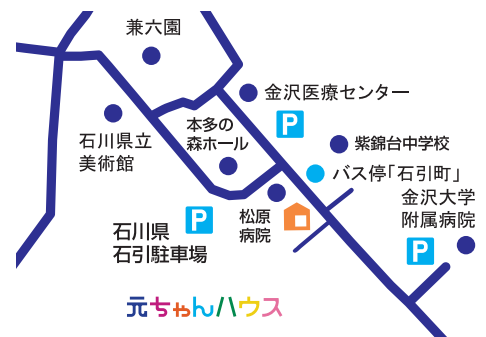 兼六園
金沢医療センター
P
本多の
森ホール
紫錦台中学校
石川県立
美術館
バス停「石引町」
金沢大学
附属病院
P
松原
病院
P
石川県
石引駐車場
元ちゃんハウス